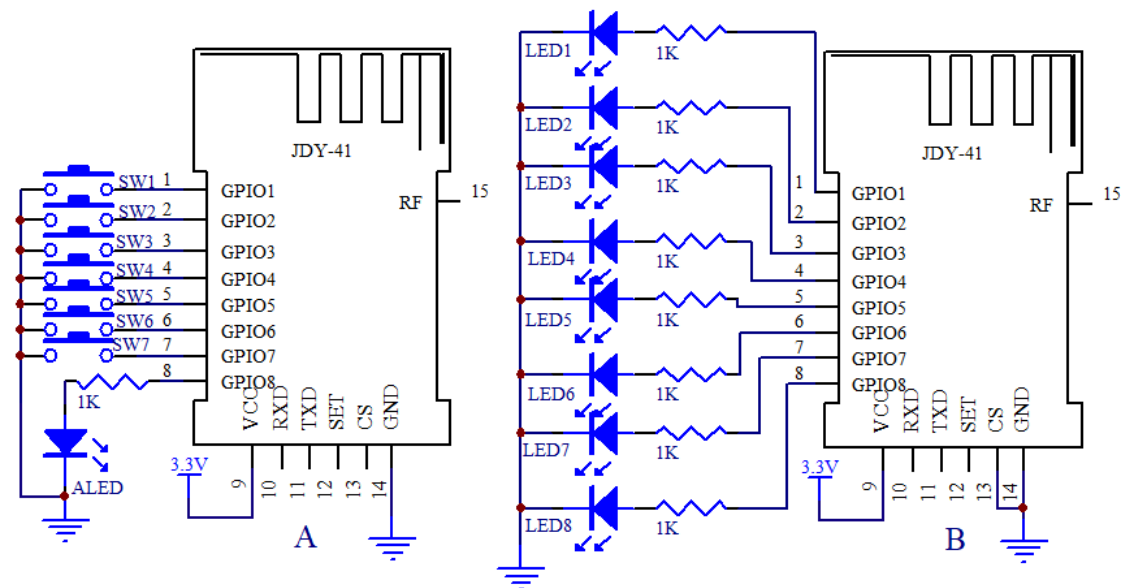 JDY-41
SW1 1 GPIO1
SW2 2 GPIO2
SW3 3 GPIO3
SW4 4 GPIO4
SW5 5 GPIO5
SW6 6 GPIO6
SW7 7 GPIO7
8 GPIO8
RF 15
1K
ALED
VCC RXD TXD SET CS GND
3.3V
9 10 11 12 13 14
A
LED1 1K
LED2 1K
LED3 1K
LED4 1K
LED5 1K
LED6 1K
LED7 1K
LED8 1K
JDY-41
1 GPIO1
2 GPIO2
3 GPIO3
4 GPIO4
5 GPIO5
6 GPIO6
7 GPIO7
8 GPIO8
RF 15
VCC RXD TXD SET CS GND
3.3V
9 10 11 12 13 14
B